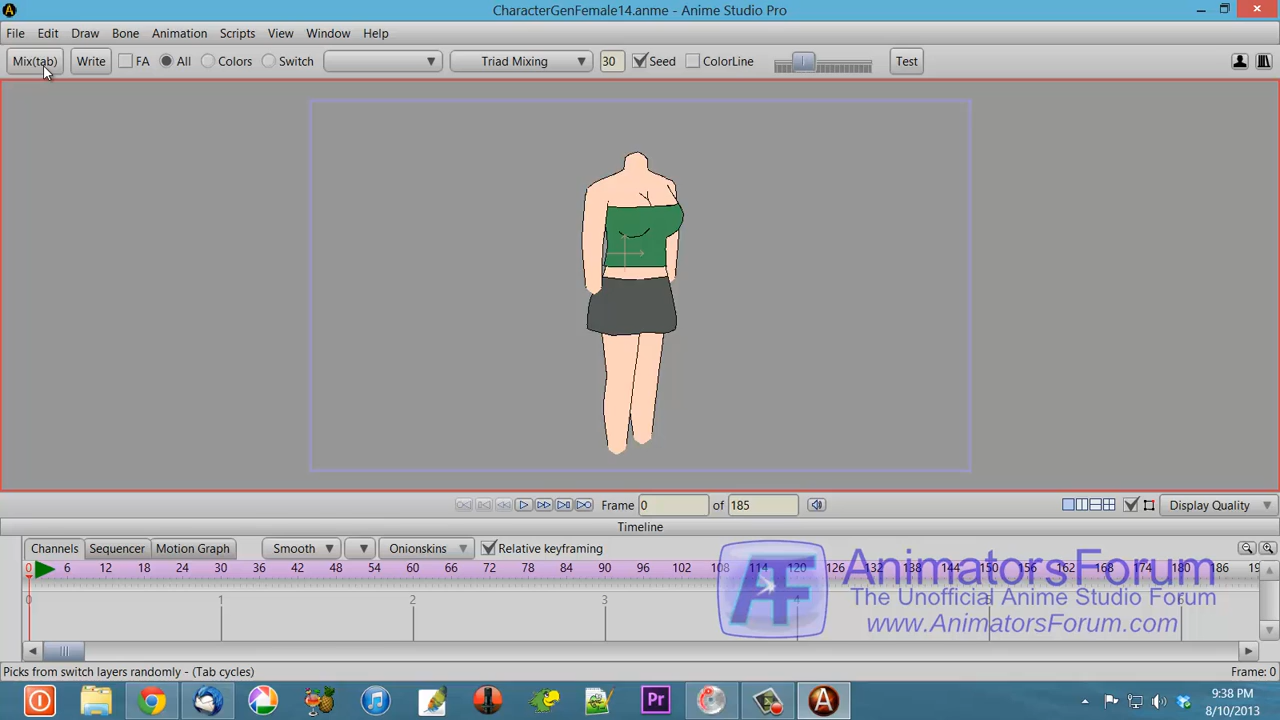 CharacterGenFemale14.anme - Anime Studio Pro
File Edit Draw Bone Animation Scripts View Window Help
Mix(tab) Write FA All Colors Switch Triad Mixing 30 Seed ColorLine Test
Frame 0 of 185 Display Quality
Timeline
Channels Sequencer Motion Graph Smooth Onionskins Relative keyframing
0 6 12 18 24 30 36 42 48 54 60 66 72 78 84 90 96 102 108 114 120 126 132 138 144 150 156 162 168 174 180 186 19
0 1 2 3
AF AnimatorsForum
The Unofficial Anime Studio Forum
www.AnimatorsForum.com
Picks from switch layers randomly - (Tab cycles) Frame: 0
Pr A 9:38 PM
8/10/2013